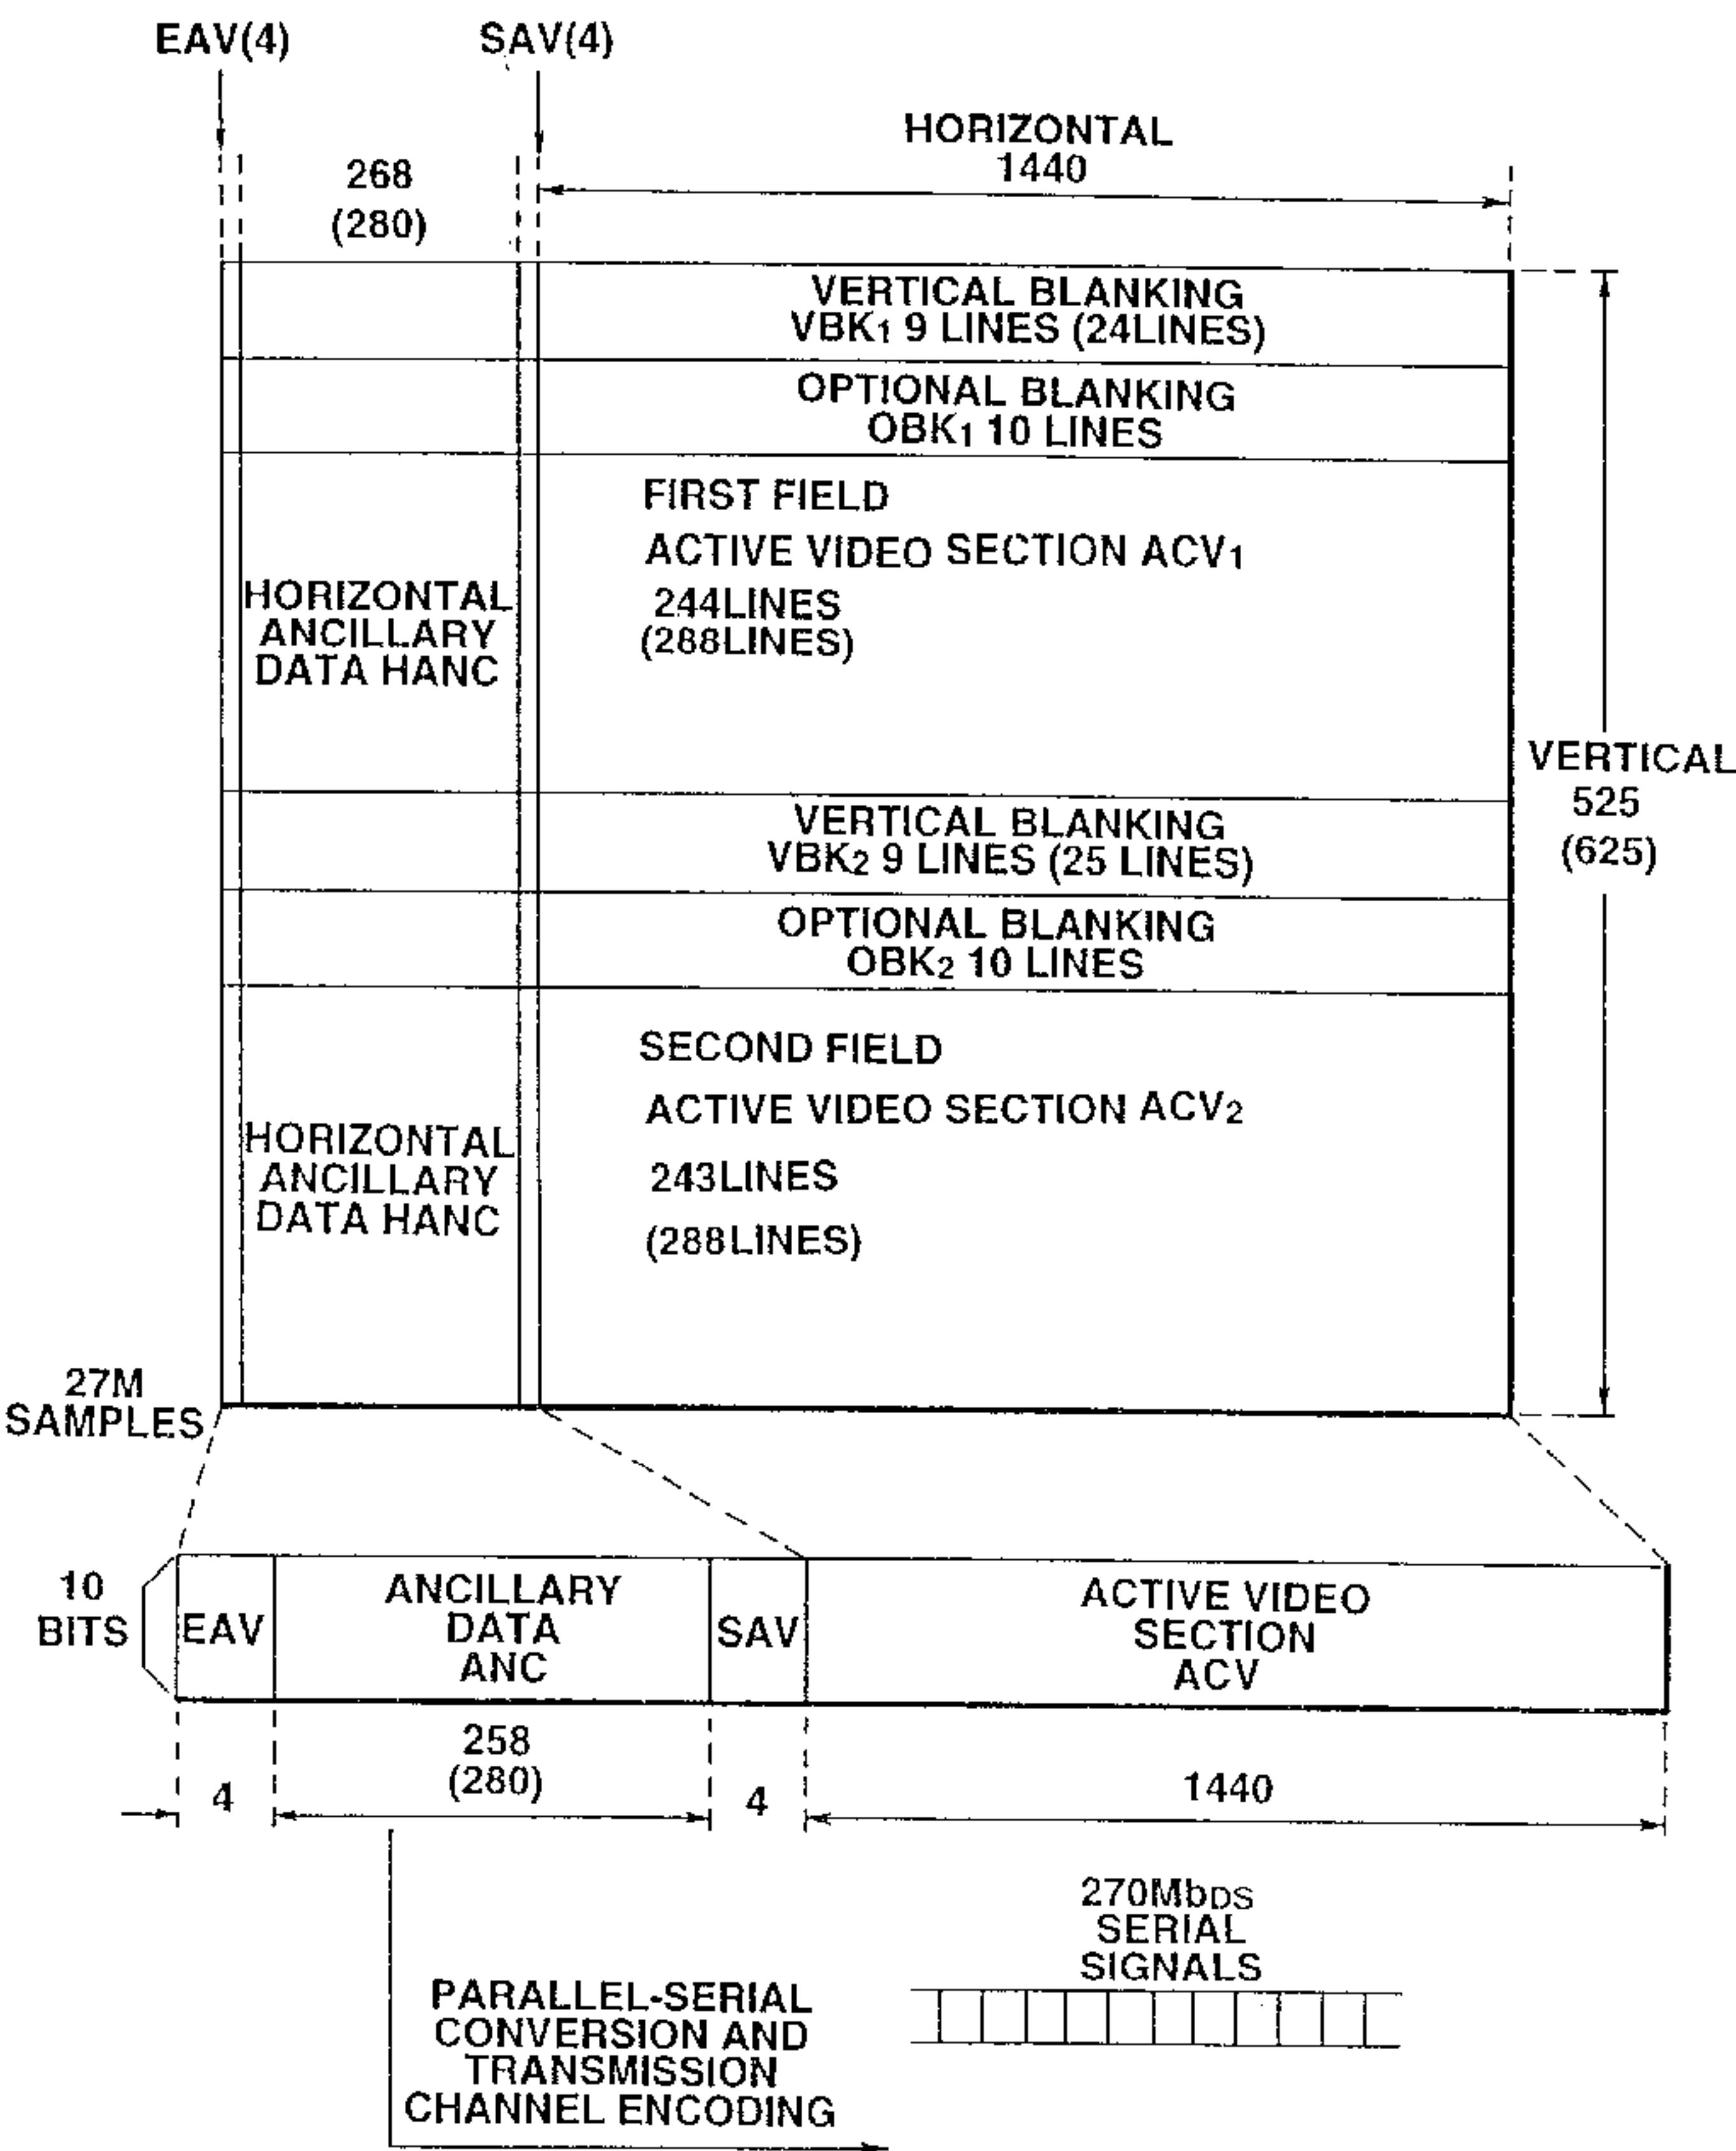 EAV(4)
SAV(4)
HORIZONTAL
1440
268
(280)
VERTICAL BLANKING
VBK1 9 LINES (24LINES)
OPTIONAL BLANKING
OBK1 10 LINES
FIRST FIELD
ACTIVE VIDEO SECTION ACV1
244LINES
(288LINES)
HORIZONTAL
ANCILLARY
DATA HANC
VERTICAL
525
(625)
VERTICAL BLANKING
VBK2 9 LINES (25 LINES)
OPTIONAL BLANKING
OBK2 10 LINES
SECOND FIELD
ACTIVE VIDEO SECTION ACV2
243LINES
(288LINES)
HORIZONTAL
ANCILLARY
DATA HANC
27M
SAMPLES
10
BITS
EAV
ANCILLARY
DATA
ANC
SAV
ACTIVE VIDEO
SECTION
ACV
4
258
(280)
4
1440
270MbDS
SERIAL
SIGNALS
PARALLEL-SERIAL
CONVERSION AND
TRANSMISSION
CHANNEL ENCODING